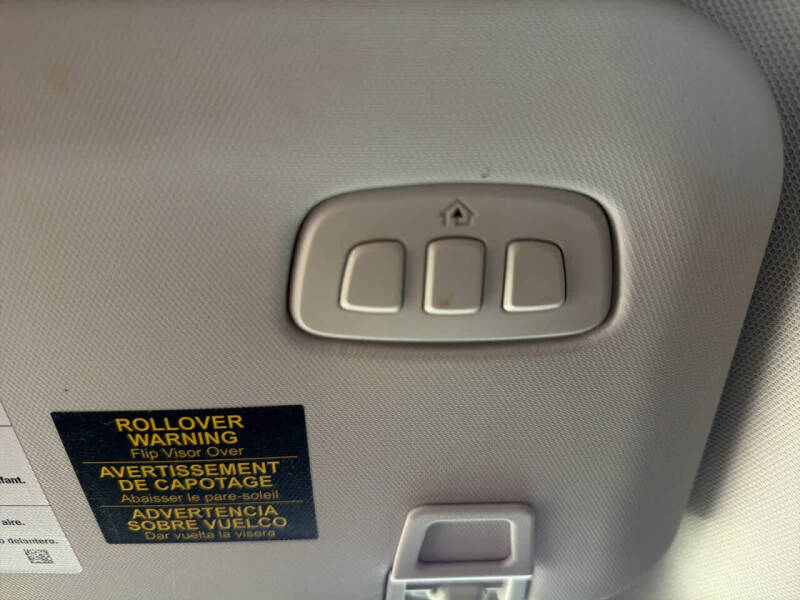 ROLLOVER
WARNING
Flip Visor Over
AVERTISSEMENT
DE CAPOTAGE
Abaisser le pare-soleil
ADVERTENCIA
SOBRE VUELCO
Dar vuelta la visera
aire.
delantero.